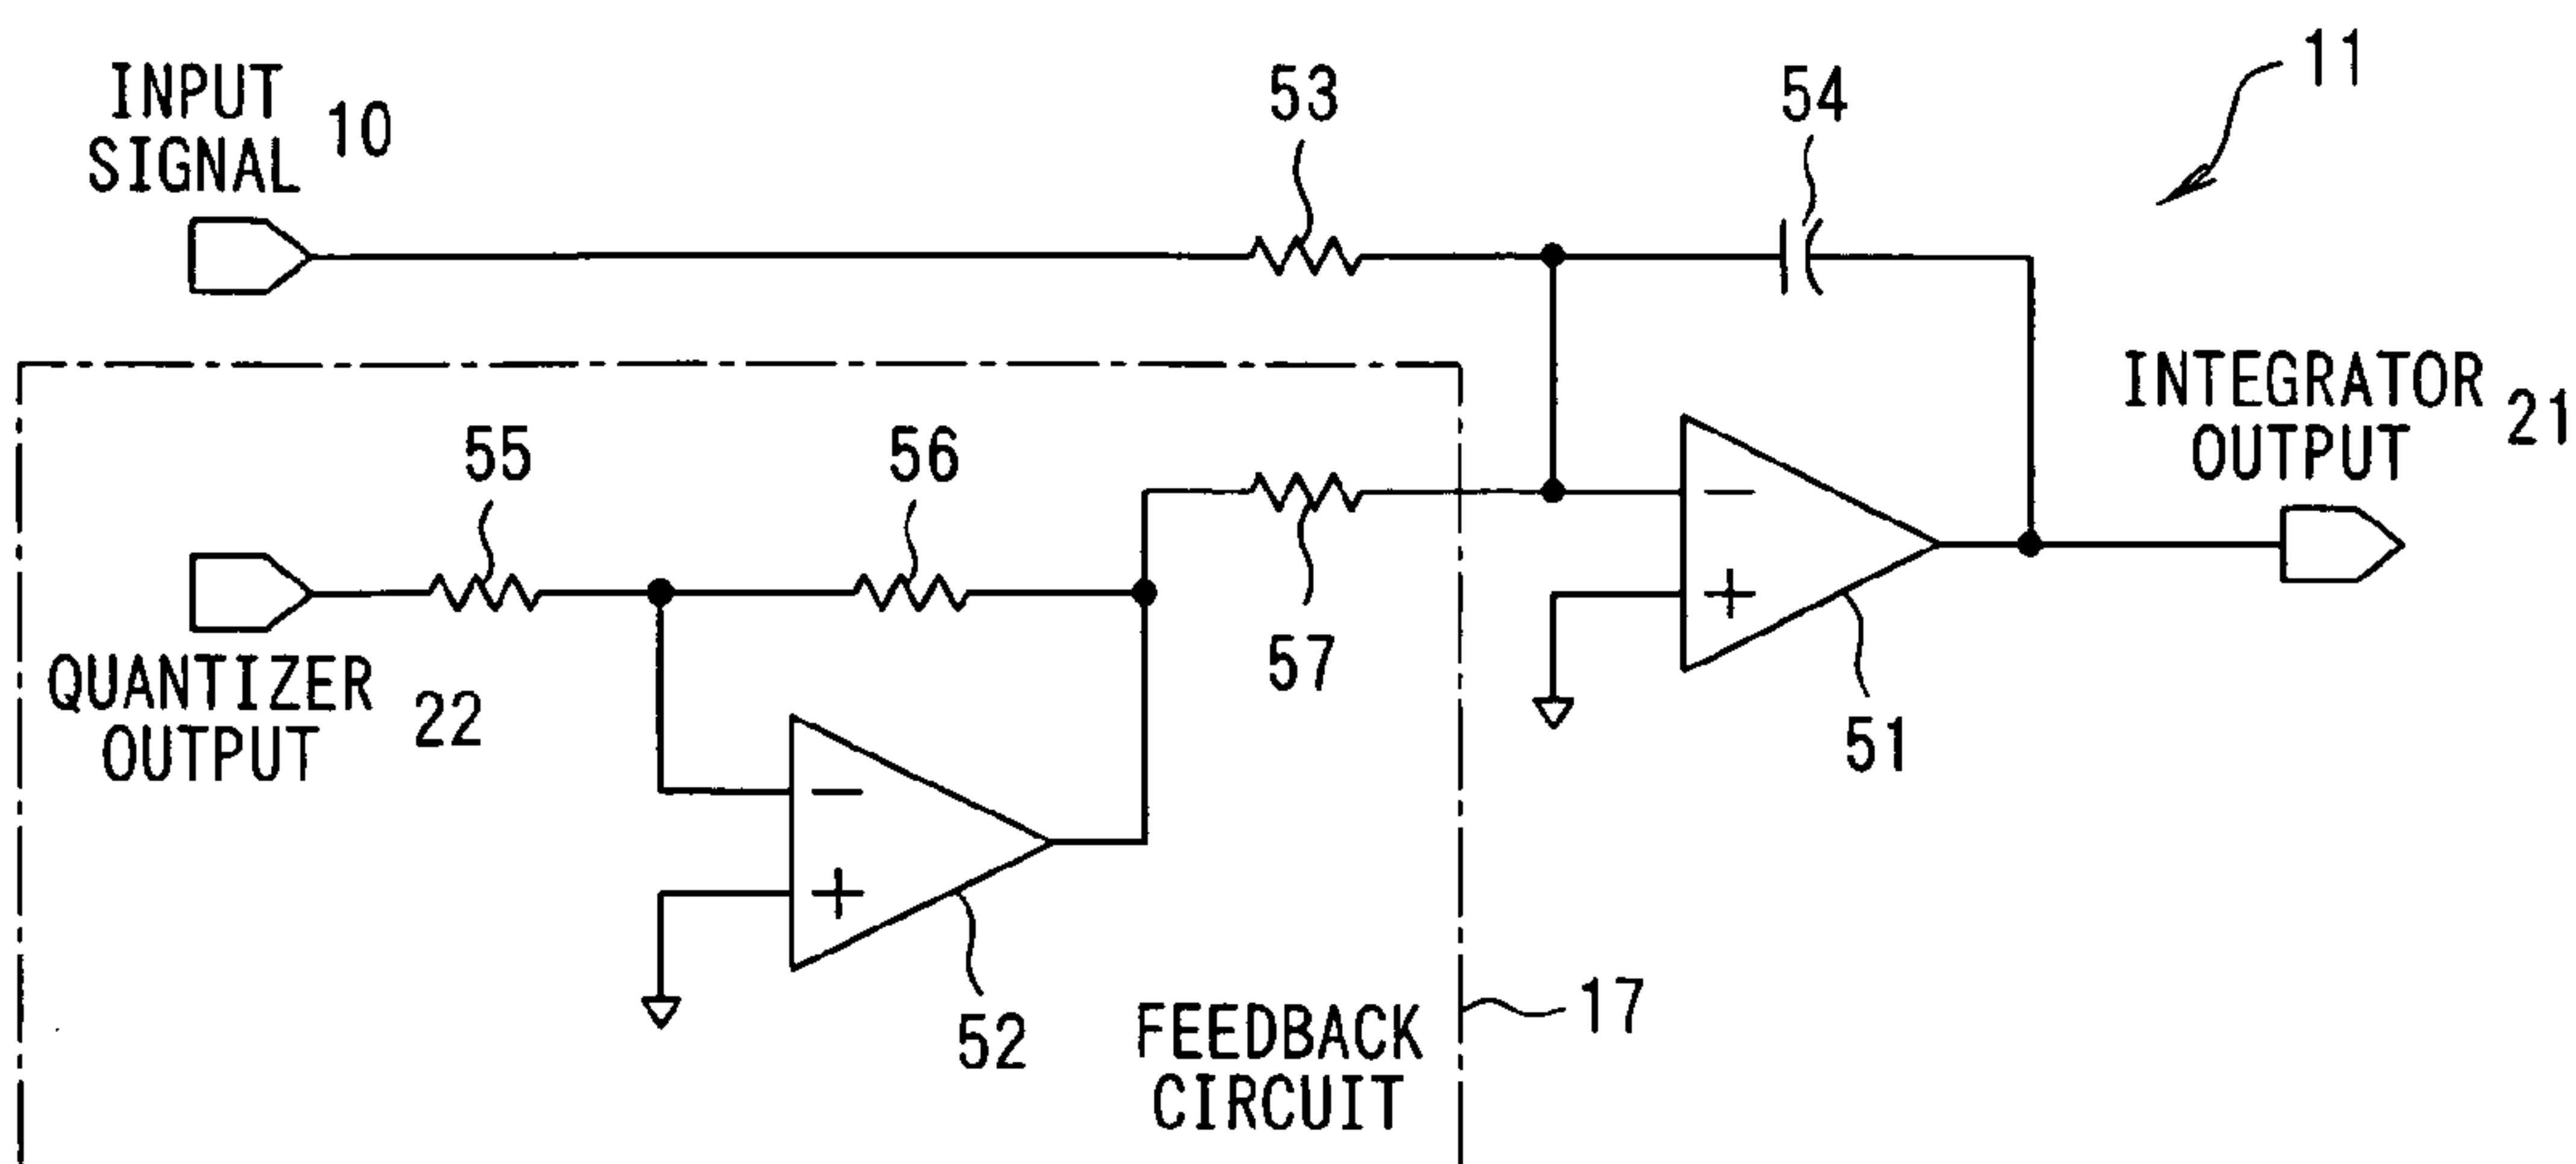 INPUT
SIGNAL
10
53
54
11
INTEGRATOR
OUTPUT
21
55
56
−
+
57
51
QUANTIZER
OUTPUT
22
−
+
52
FEEDBACK
CIRCUIT
17